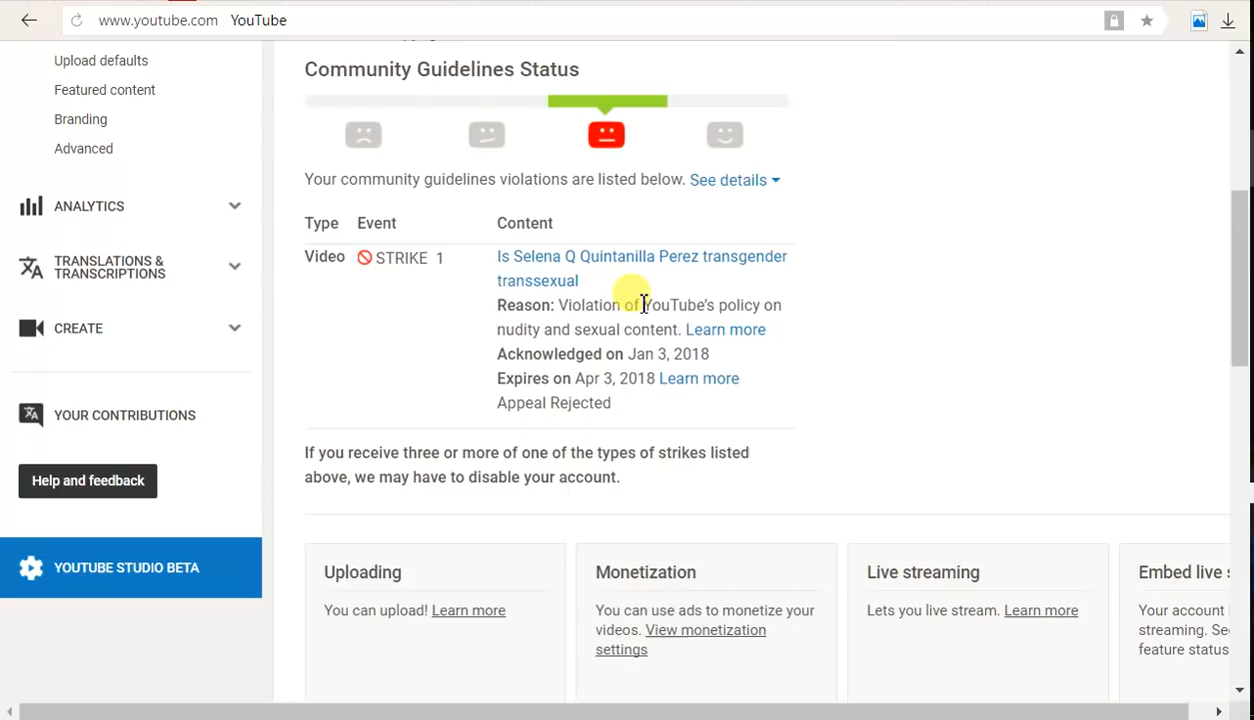 www.youtube.com YouTube
Upload defaults
Featured content
Branding
Advanced
ANALYTICS
TRANSLATIONS &
TRANSCRIPTIONS
CREATE
YOUR CONTRIBUTIONS
Help and feedback
YOUTUBE STUDIO BETA
Community Guidelines Status
Your community guidelines violations are listed below. See details
Type Event Content
Video STRIKE 1 Is Selena Q Quintanilla Perez transgender
transsexual
Reason: Violation of YouTube's policy on
nudity and sexual content. Learn more
Acknowledged on Jan 3, 2018
Expires on Apr 3, 2018 Learn more
Appeal Rejected
If you receive three or more of one of the types of strikes listed
above, we may have to disable your account.
Uploading
You can upload! Learn more
Monetization
You can use ads to monetize your
videos. View monetization
settings
Live streaming
Lets you live stream. Learn more
Embed live
Your account
streaming.
feature status